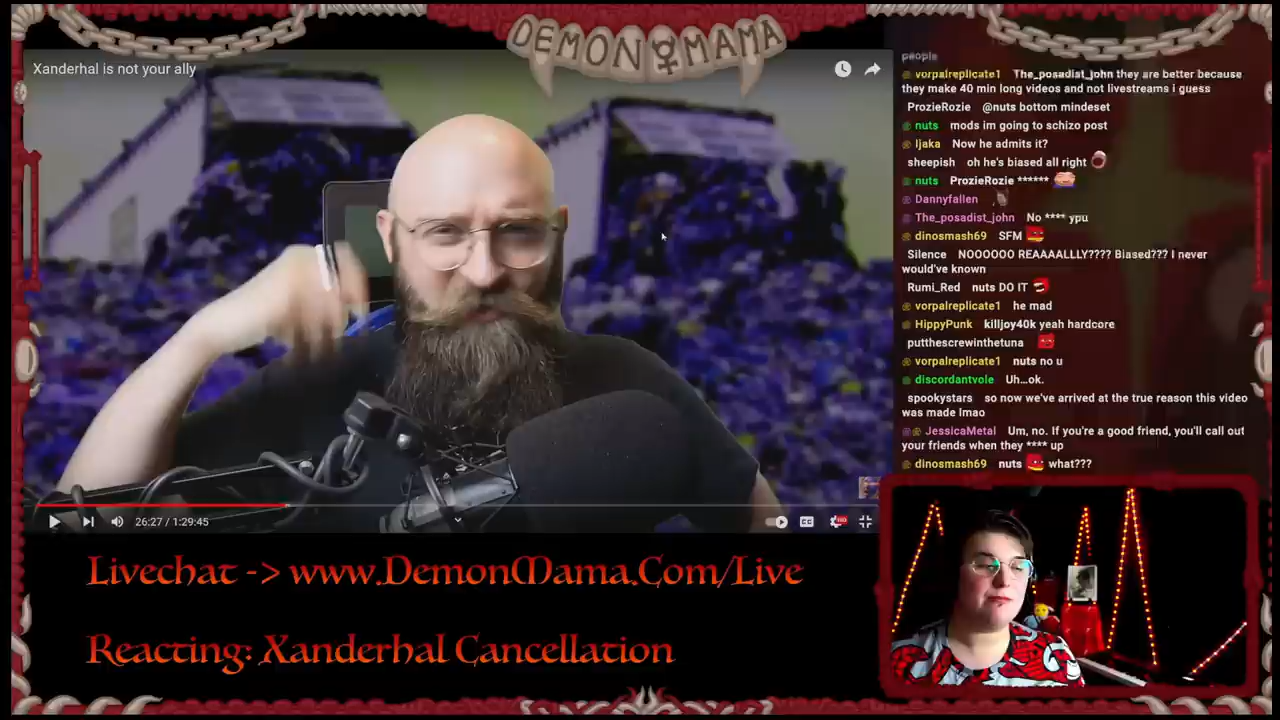 DEMON MAMA
Xanderhal is not your ally
people
vorpalreplicate1 The_posadist_john they are better because
they make 40 min long videos and not livestreams i guess
ProzieRozie @nuts bottom mindeset
nuts mods im going to schizo post
Ijaka Now he admits it?
sheepish oh he's biased all right
nuts ProzieRozie ******
Dannyfallen
The_posadist_john No **** ypu
dinosmash69 SFM
Silence NOOOOOO REAAAALLLY???? Biased??? I never
would've known
Rumi_Red nuts DO IT
vorpalreplicate1 he mad
HippyPunk killjoy40k yeah hardcore
putthescrewinthetuna
vorpalreplicate1 nuts no u
discordantvole Uh...ok.
spookystars so now we've arrived at the true reason this video
was made lmao
JessicaMetal Um, no. If you're a good friend, you'll call out
your friends when they **** up
dinosmash69 nuts what???
26:27 / 1:29:45
CC
HD
Livechat -> www.DemonMama.Com/Live
Reacting: Xanderhal Cancellation